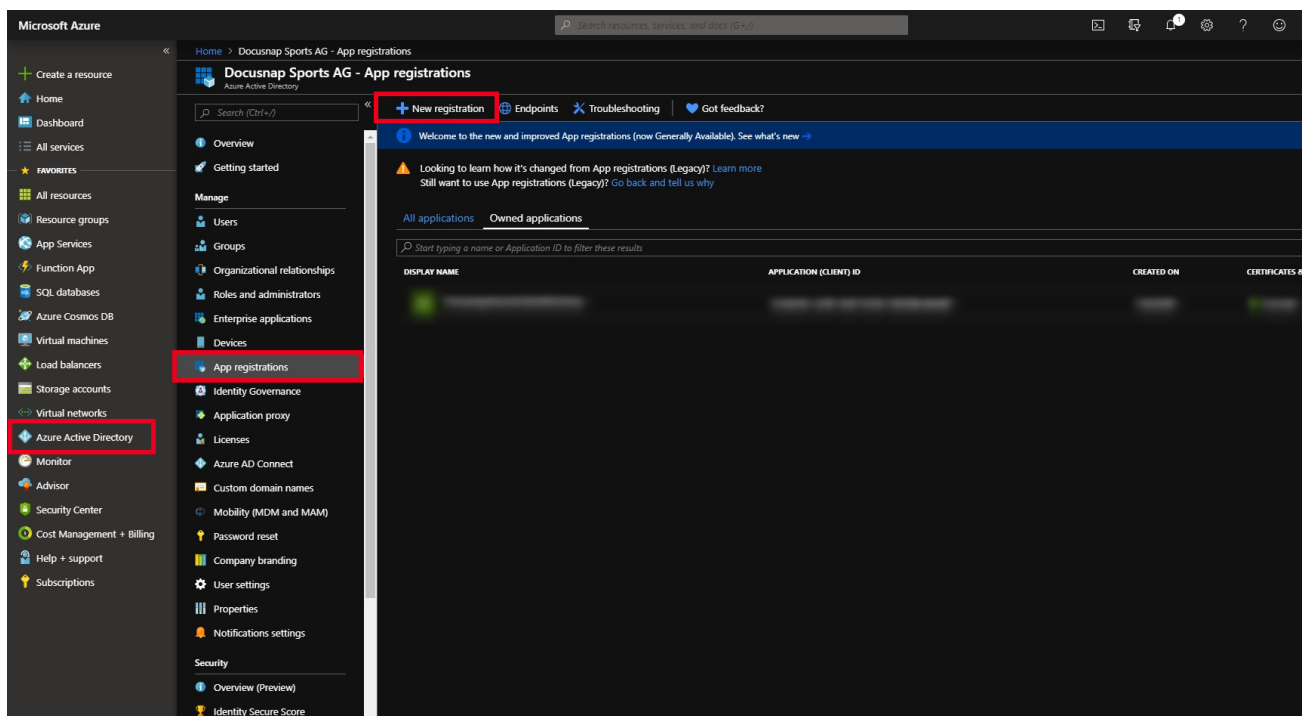 Microsoft Azure
Search resources, services, and docs (G+/)
1
Create a resource
Home
Dashboard
All services
FAVORITES
All resources
Resource groups
App Services
Function App
SQL databases
Azure Cosmos DB
Virtual machines
Load balancers
Storage accounts
Virtual networks
Azure Active Directory
Monitor
Advisor
Security Center
Cost Management + Billing
Help + support
Subscriptions
Home > Docusnap Sports AG - App registrations
Docusnap Sports AG - App registrations
Azure Active Directory
Search (Ctrl+/)
Overview
Getting started
Manage
Users
Groups
Organizational relationships
Roles and administrators
Enterprise applications
Devices
App registrations
Identity Governance
Application proxy
Licenses
Azure AD Connect
Custom domain names
Mobility (MDM and MAM)
Password reset
Company branding
User settings
Properties
Notifications settings
Security
Overview (Preview)
Identity Secure Score
New registration Endpoints Troubleshooting Got feedback?
Welcome to the new and improved App registrations (now Generally Available). See what's new →
Looking to learn how it's changed from App registrations (Legacy)? Learn more
Still want to use App registrations (Legacy)? Go back and tell us why
All applications Owned applications
Start typing a name or Application ID to filter these results
DISPLAY NAME APPLICATION (CLIENT) ID CREATED ON CERTIFICATES &